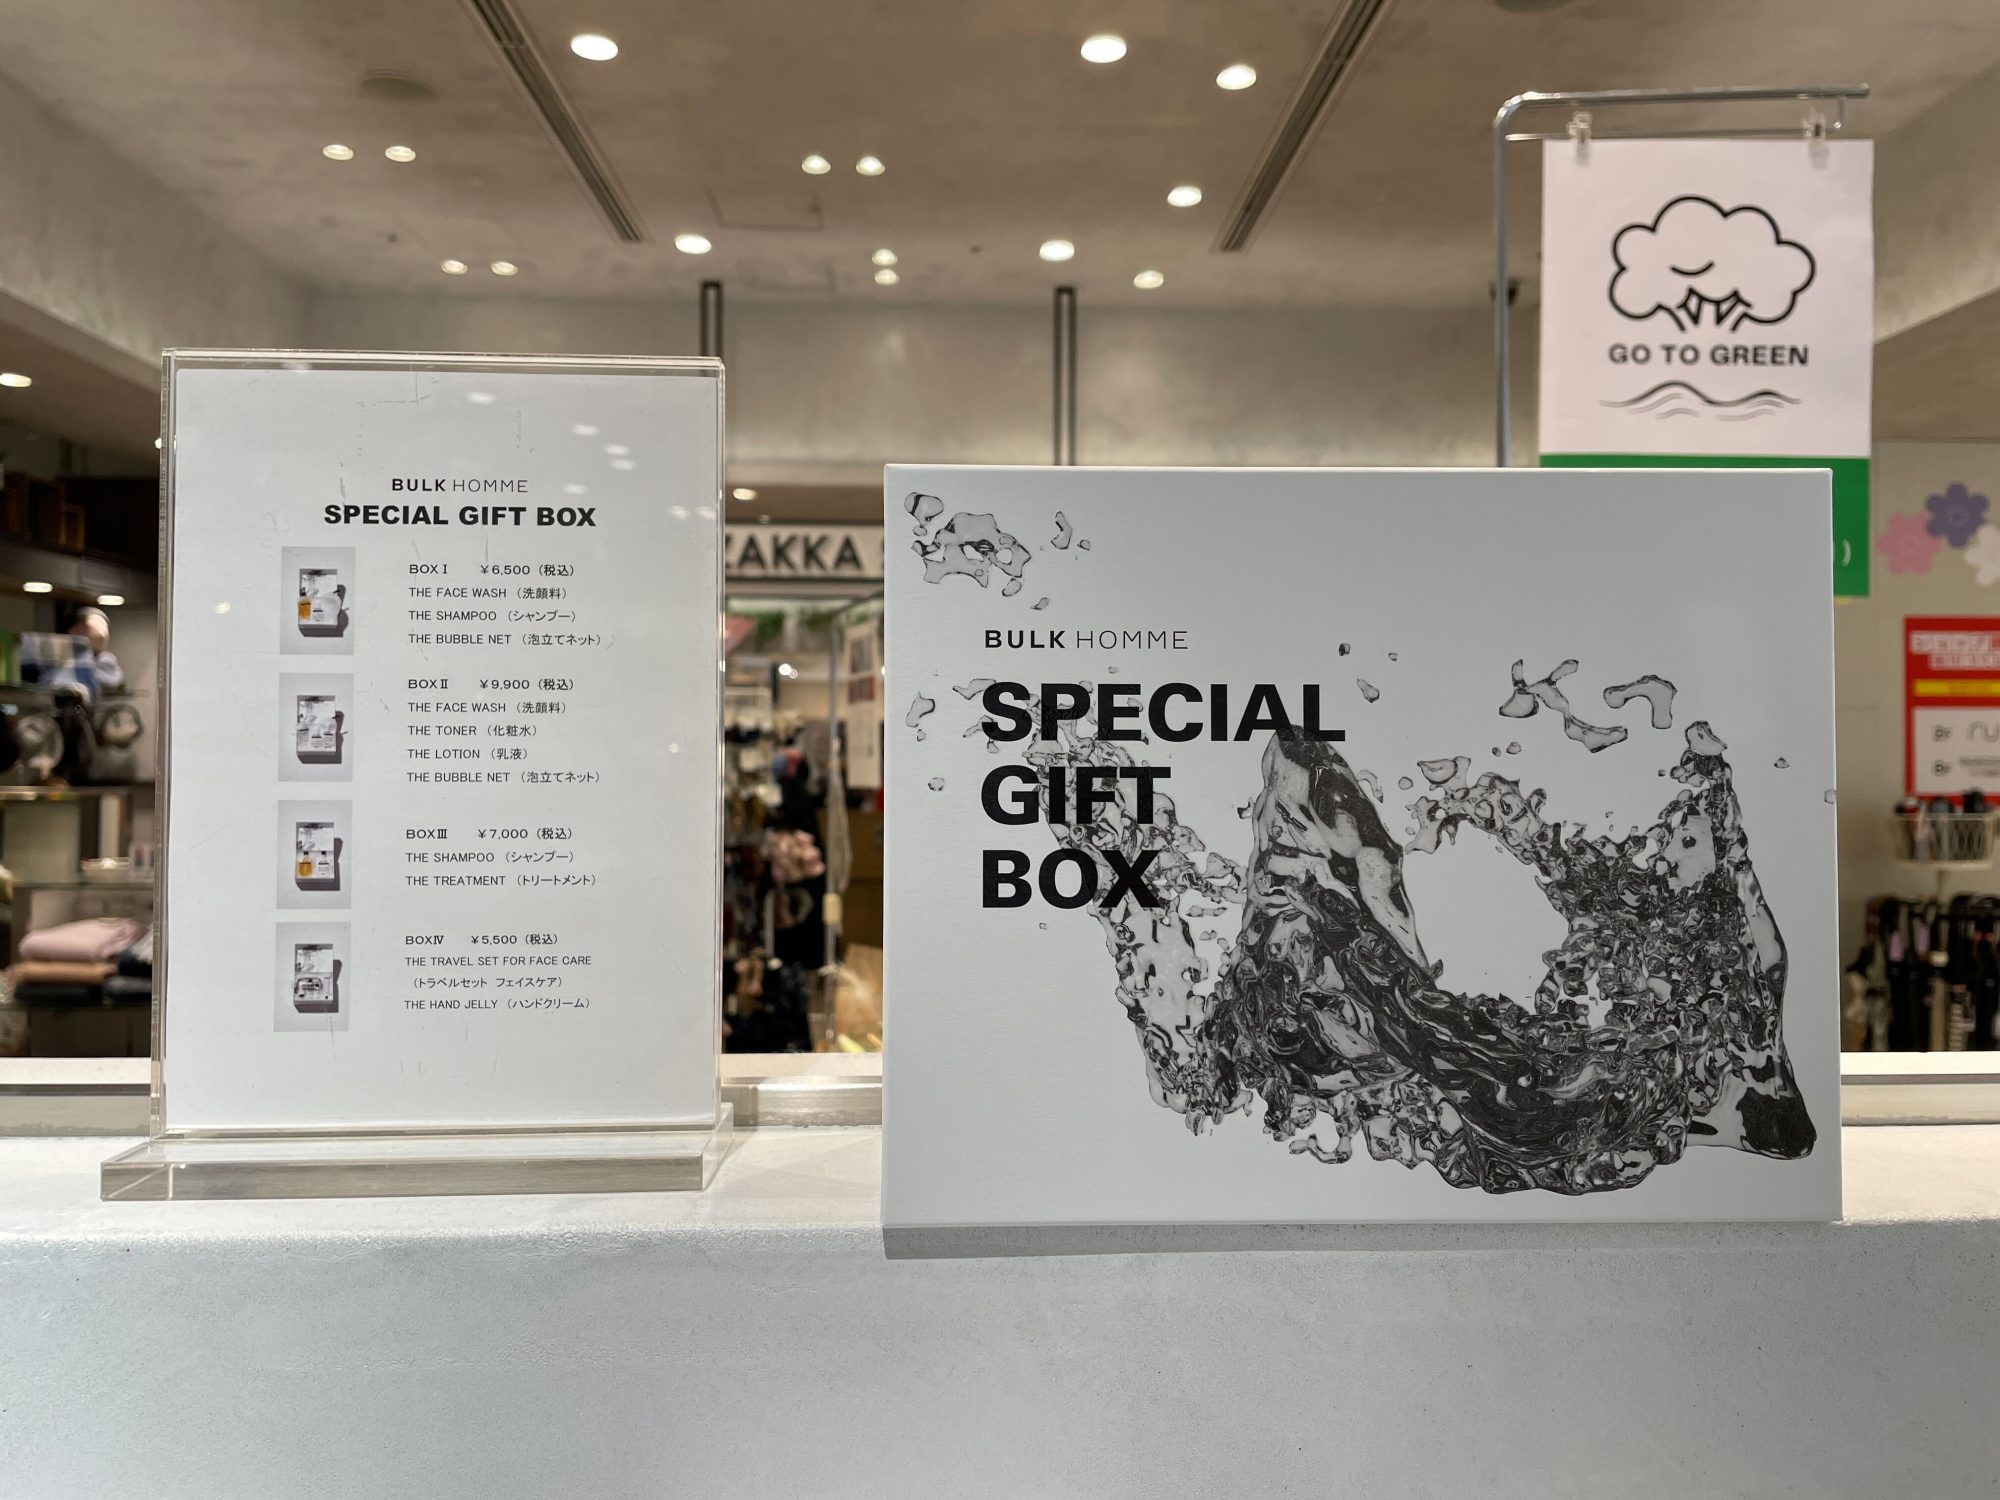 BULK HOMME
SPECIAL GIFT BOX
BOX Ⅰ ￥6,500（税込）
THE FACE WASH （洗顔料）
THE SHAMPOO （シャンプー）
THE BUBBLE NET （泡立てネット）
BOX Ⅱ ￥9,900（税込）
THE FACE WASH （洗顔料）
THE TONER （化粧水）
THE LOTION （乳液）
THE BUBBLE NET （泡立てネット）
BOXⅢ ￥7,000（税込）
THE SHAMPOO （シャンプー）
THE TREATMENT （トリートメント）
BOXⅣ ￥5,500（税込）
THE TRAVEL SET FOR FACE CARE
（トラベルセット フェイスケア）
THE HAND JELLY （ハンドクリーム）
ZAKKA
BULK HOMME
SPECIAL
GIFT
BOX
GO TO GREEN